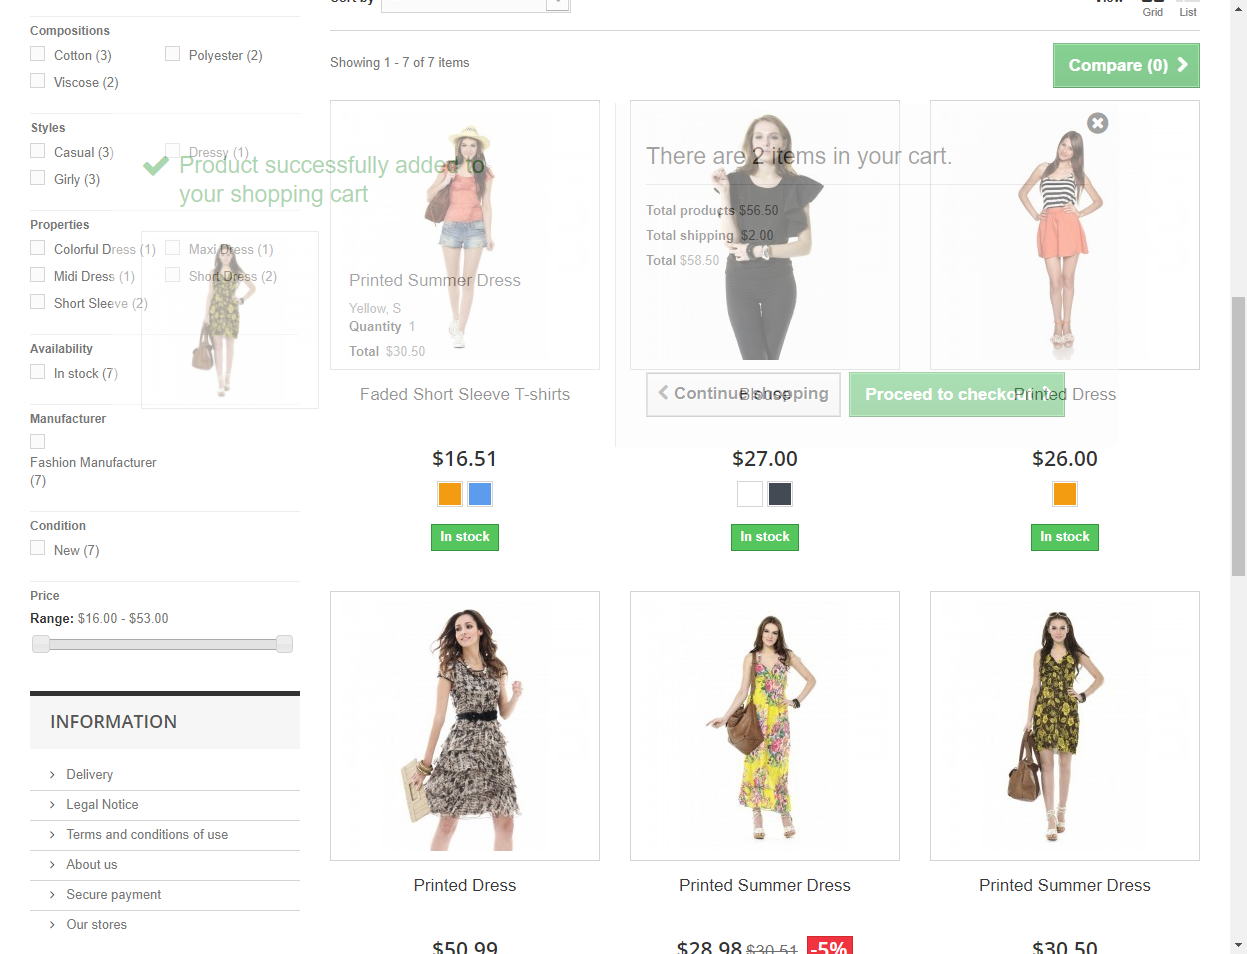 Sort by
View
Grid
List
Compositions
Cotton (3)
Polyester (2)
Viscose (2)
Showing 1 - 7 of 7 items
Compare (0)
Styles
Casual (3)
Dressy (1)
Girly (3)
Product successfully added to
your shopping cart
There are 2 items in your cart.
Total products $56.50
Total shipping $2.00
Total $58.50
Properties
Colorful Dress (1)
Maxi Dress (1)
Midi Dress (1)
Short Dress (2)
Short Sleeve (2)
Printed Summer Dress
Yellow, S
Quantity 1
Total $30.50
Availability
In stock (7)
Continue shopping
Proceed to checkout
Faded Short Sleeve T-shirts
Blouse
Printed Dress
Manufacturer
Fashion Manufacturer
(7)
$16.51
$27.00
$26.00
In stock
In stock
In stock
Condition
New (7)
Price
Range: $16.00 - $53.00
INFORMATION
Delivery
Legal Notice
Terms and conditions of use
About us
Secure payment
Our stores
Printed Dress
Printed Summer Dress
Printed Summer Dress
$50.99
$28.98 $30.51 -5%
$30.50